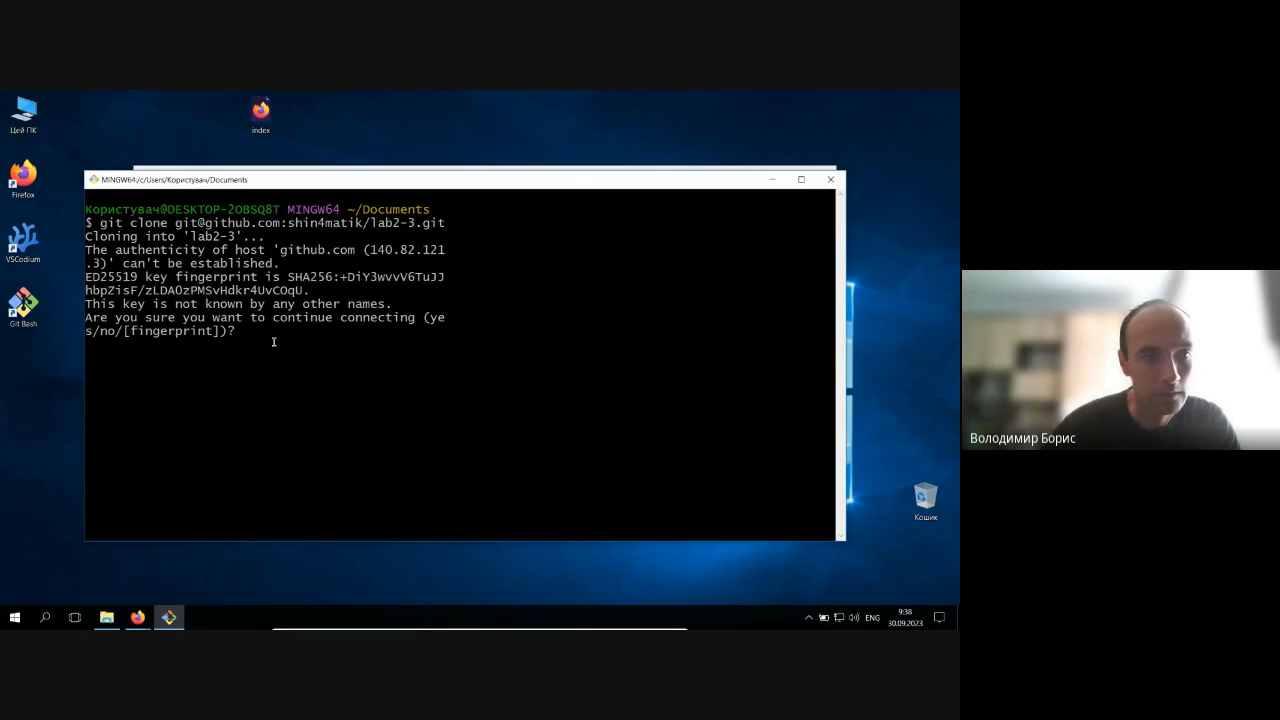 Цей ПК
index
Firefox
VSCodium
Git Bash
MINGW64:/c/Users/Користувач/Documents
Користувач@DESKTOP-2OBSQ8T MINGW64 ~/Documents
$ git clone git@github.com:shin4matik/lab2-3.git
Cloning into 'lab2-3'...
The authenticity of host 'github.com (140.82.121
.3)' can't be established.
ED25519 key fingerprint is SHA256:+DiY3wvvV6TuJJ
hbpZisF/zLDA0zPMSvHdkr4UvCOqU.
This key is not known by any other names.
Are you sure you want to continue connecting (ye
s/no/[fingerprint])?
Кошик
ENG
9:38
30.09.2023
Володимир Борис